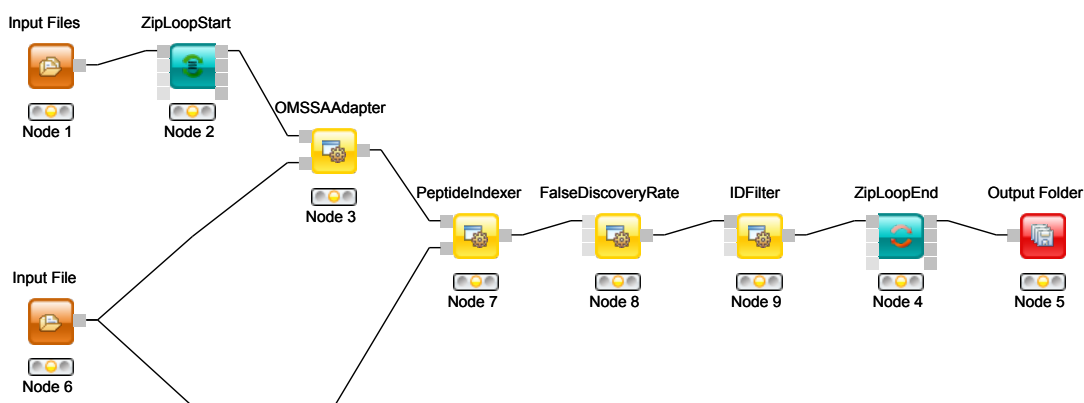 Input Files
Node 1
ZipLoopStart
Node 2
OMSSAAdapter
Node 3
Input File
Node 6
PeptideIndexer
Node 7
FalseDiscoveryRate
Node 8
IDFilter
Node 9
ZipLoopEnd
Node 4
Output Folder
Node 5